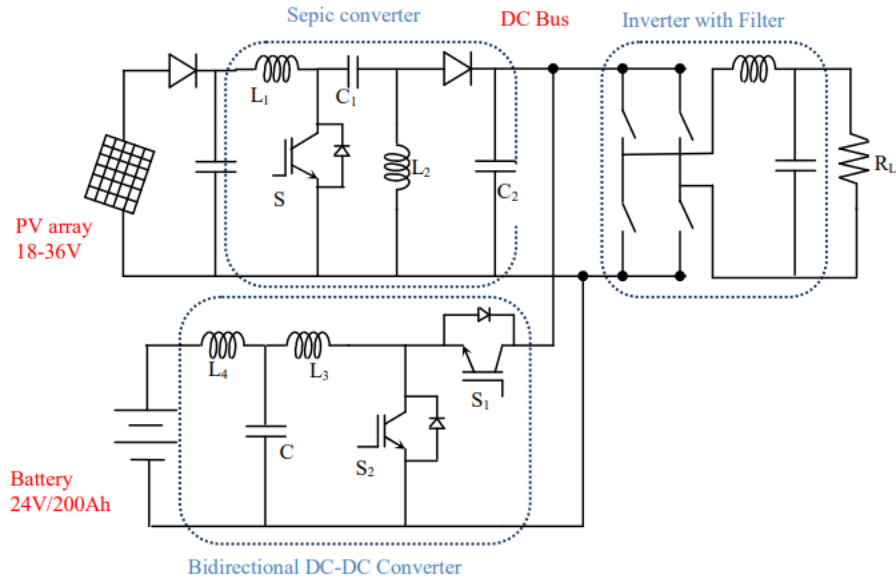 Sepic converter
DC Bus
Inverter with Filter
L1
C1
S
L2
C2
RL
PV array
18-36V
L4
L3
S1
C
S2
Battery
24V/200Ah
Bidirectional DC-DC Converter